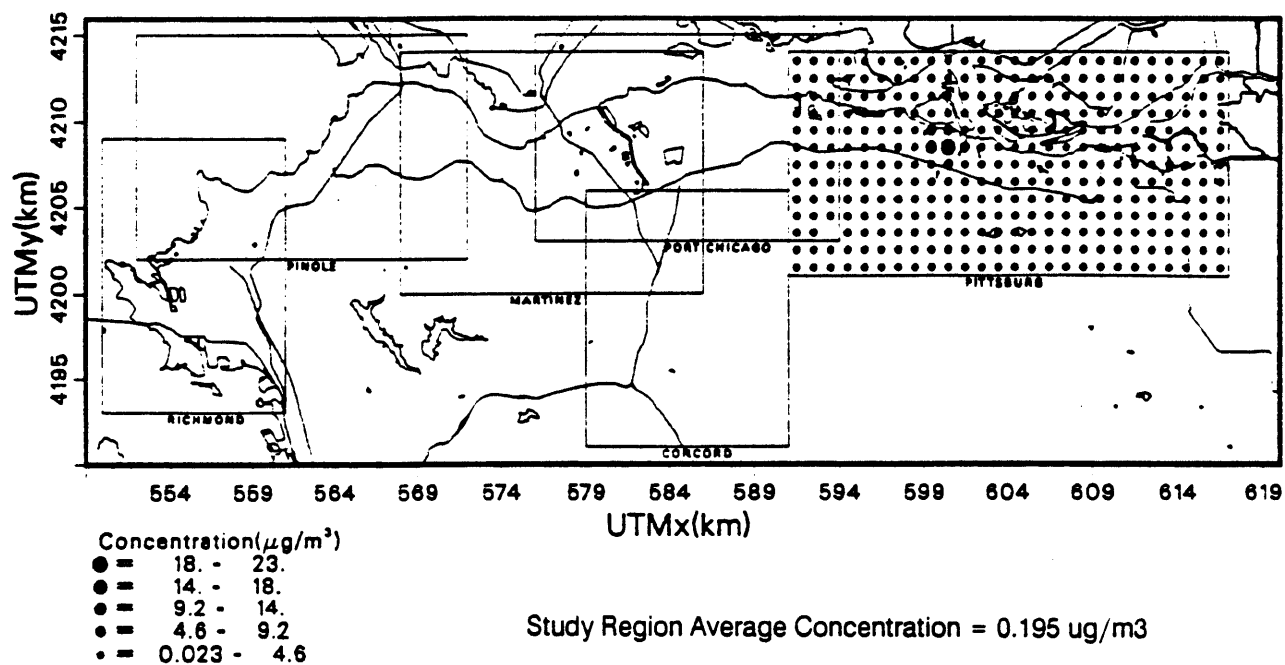 4215
4210
4205
4200
4195
UTMy(km)
PINOLE
PORT CHICAGO
PITTSBURG
MARTINEZ
RICHMOND
CORCORD
554 559 564 569 574 579 584 589 594 599 604 609 614 619
UTMx(km)
Concentration(μg/m³)
= 18. - 23.
= 14. - 18.
= 9.2 - 14.
= 4.6 - 9.2
= 0.023 - 4.6
Study Region Average Concentration = 0.195 ug/m3